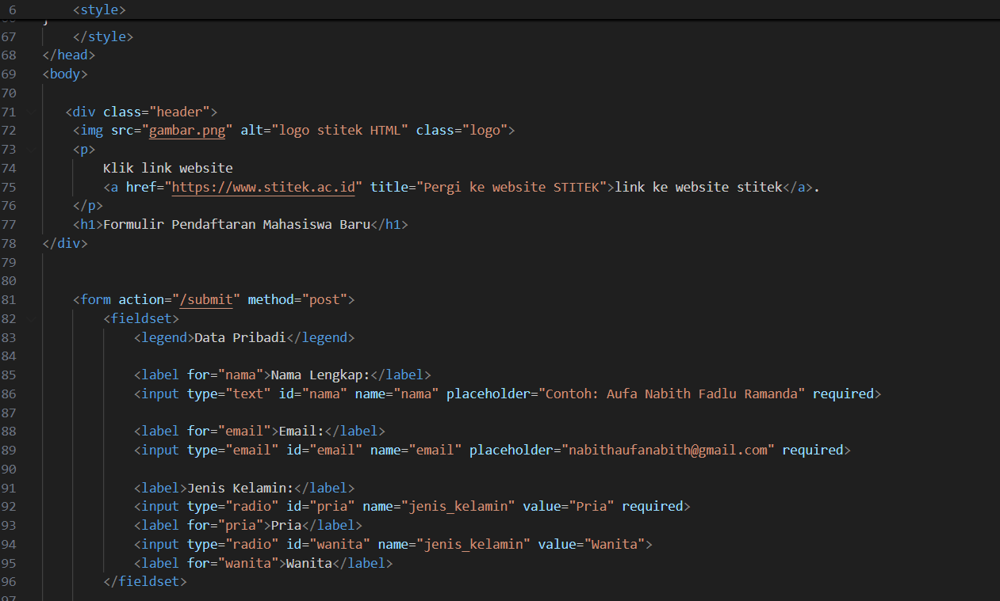 6 <style>
}
67 </style>
68 </head>
69 <body>
70
71 <div class="header">
72 <img src="gambar.png" alt="logo stitek HTML" class="logo">
73 <p>
74 Klik link website
75 <a href="https://www.stitek.ac.id" title="Pergi ke website STITEK">link ke website stitek</a>.
76 </p>
77 <h1>Formulir Pendaftaran Mahasiswa Baru</h1>
78 </div>
79
80
81 <form action="/submit" method="post">
82 <fieldset>
83 <legend>Data Pribadi</legend>
84
85 <label for="nama">Nama Lengkap:</label>
86 <input type="text" id="nama" name="nama" placeholder="Contoh: Aufa Nabith Fadlu Ramanda" required>
87
88 <label for="email">Email:</label>
89 <input type="email" id="email" name="email" placeholder="nabithaufanabith@gmail.com" required>
90
91 <label>Jenis Kelamin:</label>
92 <input type="radio" id="pria" name="jenis_kelamin" value="Pria" required>
93 <label for="pria">Pria</label>
94 <input type="radio" id="wanita" name="jenis_kelamin" value="Wanita">
95 <label for="wanita">Wanita</label>
96 </fieldset>
97